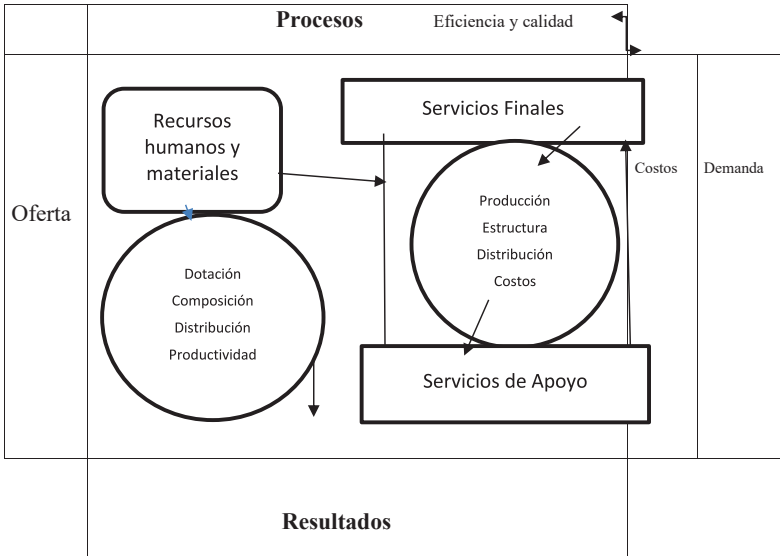 Procesos
Eficiencia y calidad
Oferta
Recursos
humanos y
materiales
Dotación
Composición
Distribución
Productividad
Servicios Finales
Producción
Estructura
Distribución
Costos
Servicios de Apoyo
Costos
Demanda
Resultados